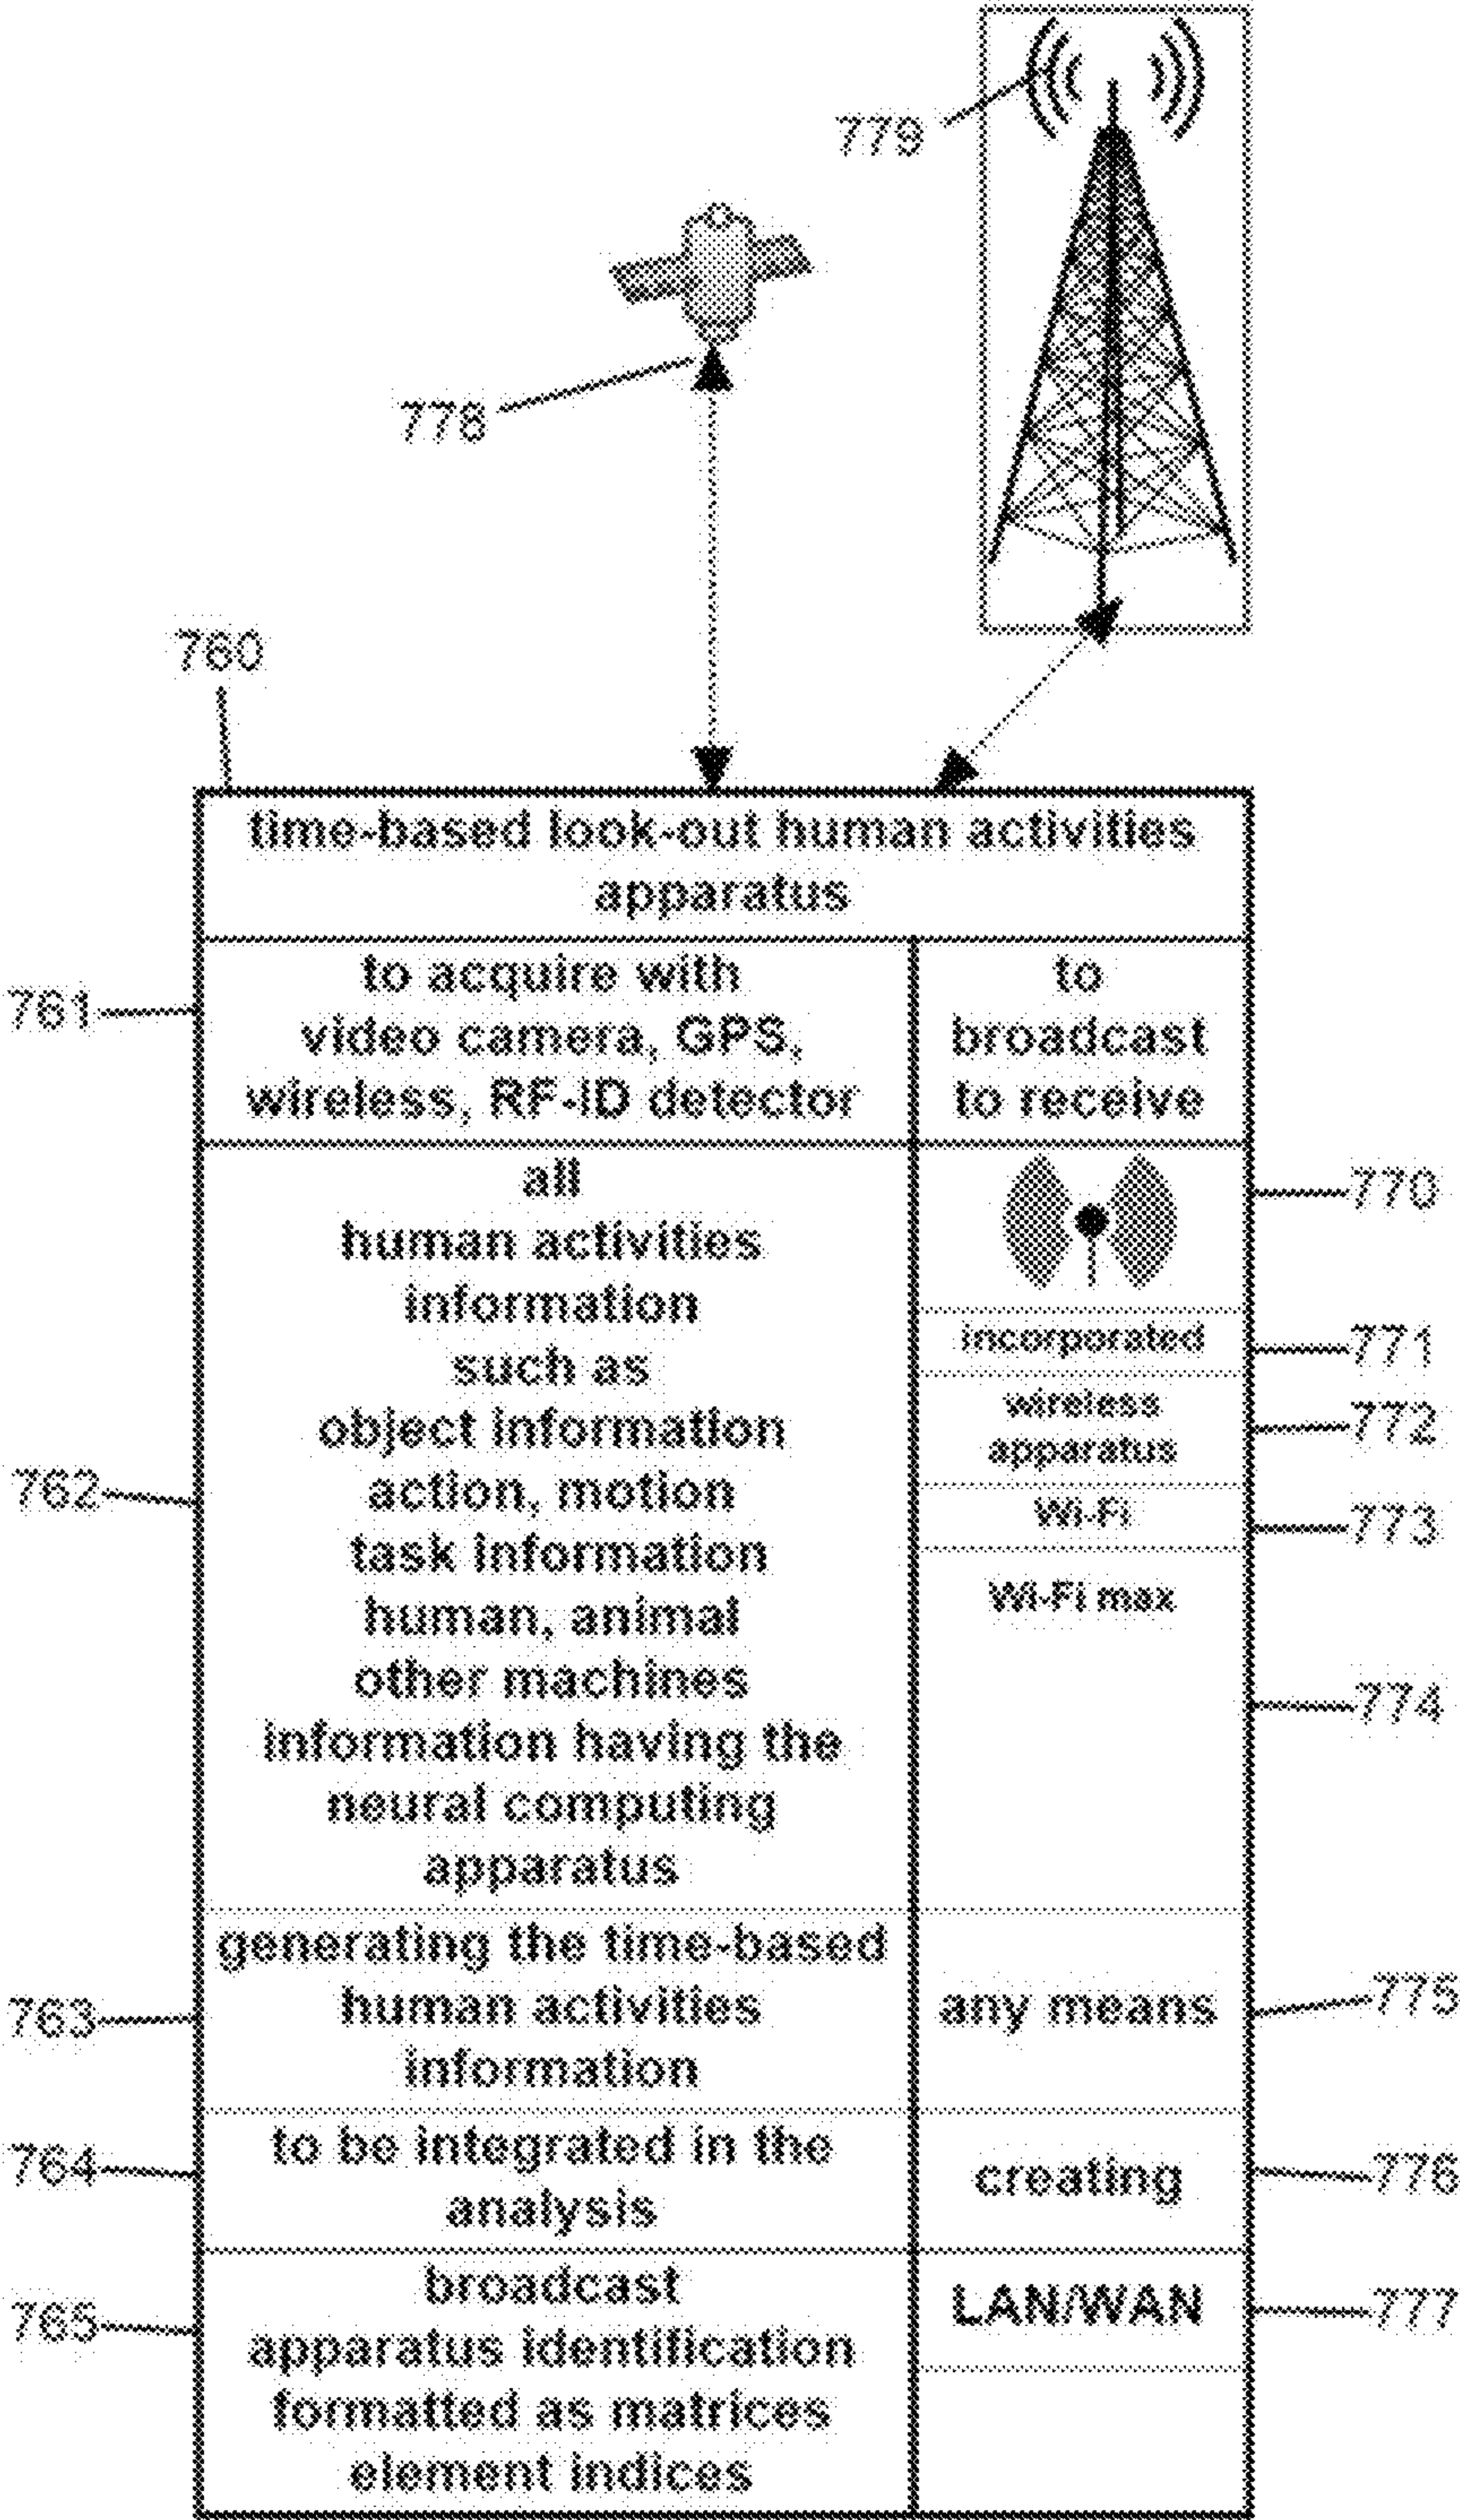 779
778
760
time-based look-out human activities
apparatus
761
to acquire with
video camera, GPS,
wireless, RF-ID detector
to
broadcast
to receive
762
all
human activities
information
such as
object information
action, motion
task information
human, animal
other machines
information having the
neural computing
apparatus
770
incorporated
771
wireless
apparatus
772
Wi-Fi
773
Wi-Fi max
774
763
generating the time-based
human activities
information
any means
775
764
to be integrated in the
analysis
creating
776
765
broadcast
apparatus identification
formatted as matrices
element indices
LAN/WAN
777